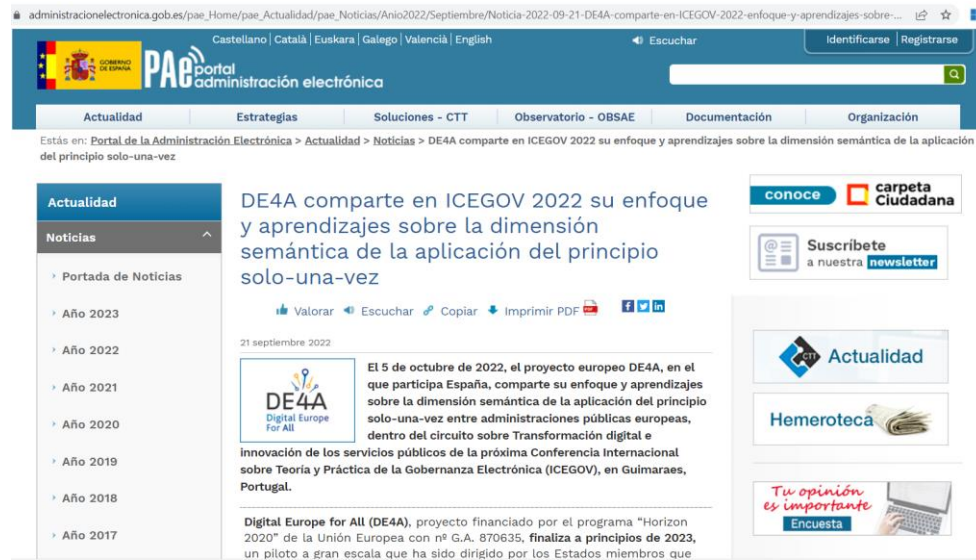 administracionelectronica.gob.es/pae_Home/pae_Actualidad/pae_Noticias/Anio2022/Septiembre/Noticia-2022-09-21-DE4A-comparte-en-ICEGOV-2022-enfoque-y-aprendizajes-sobre-...
Castellano | Català | Euskara | Galego | Valencià | English
Escuchar
Identificarse | Registrarse
GOBIERNO DE ESPAÑA
PAe portal administración electrónica
Actualidad Estrategias Soluciones - CTT Observatorio - OBSAE Documentación Organización
Estás en: Portal de la Administración Electrónica > Actualidad > Noticias > DE4A comparte en ICEGOV 2022 su enfoque y aprendizajes sobre la dimensión semántica de la aplicación
del principio solo-una-vez
Actualidad
Noticias
Portada de Noticias
Año 2023
Año 2022
Año 2021
Año 2020
Año 2019
Año 2018
Año 2017
DE4A comparte en ICEGOV 2022 su enfoque
y aprendizajes sobre la dimensión
semántica de la aplicación del principio
solo-una-vez
Valorar Escuchar Copiar Imprimir PDF
21 septiembre 2022
DE4A
Digital Europe
For All
El 5 de octubre de 2022, el proyecto europeo DE4A, en el
que participa España, comparte su enfoque y aprendizajes
sobre la dimensión semántica de la aplicación del principio
solo-una-vez entre administraciones públicas europeas,
dentro del circuito sobre Transformación digital e
innovación de los servicios públicos de la próxima Conferencia Internacional
sobre Teoría y Práctica de la Gobernanza Electrónica (ICEGOV), en Guimaraes,
Portugal.
Digital Europe for All (DE4A), proyecto financiado por el programa "Horizon
2020" de la Unión Europea con nº G.A. 870635, finaliza a principios de 2023,
un piloto a gran escala que ha sido dirigido por los Estados miembros que
conoce
carpeta
Ciudadana
Suscríbete
a nuestra newsletter
CTT
Actualidad
Hemeroteca
Tu opinión
es importante
Encuesta